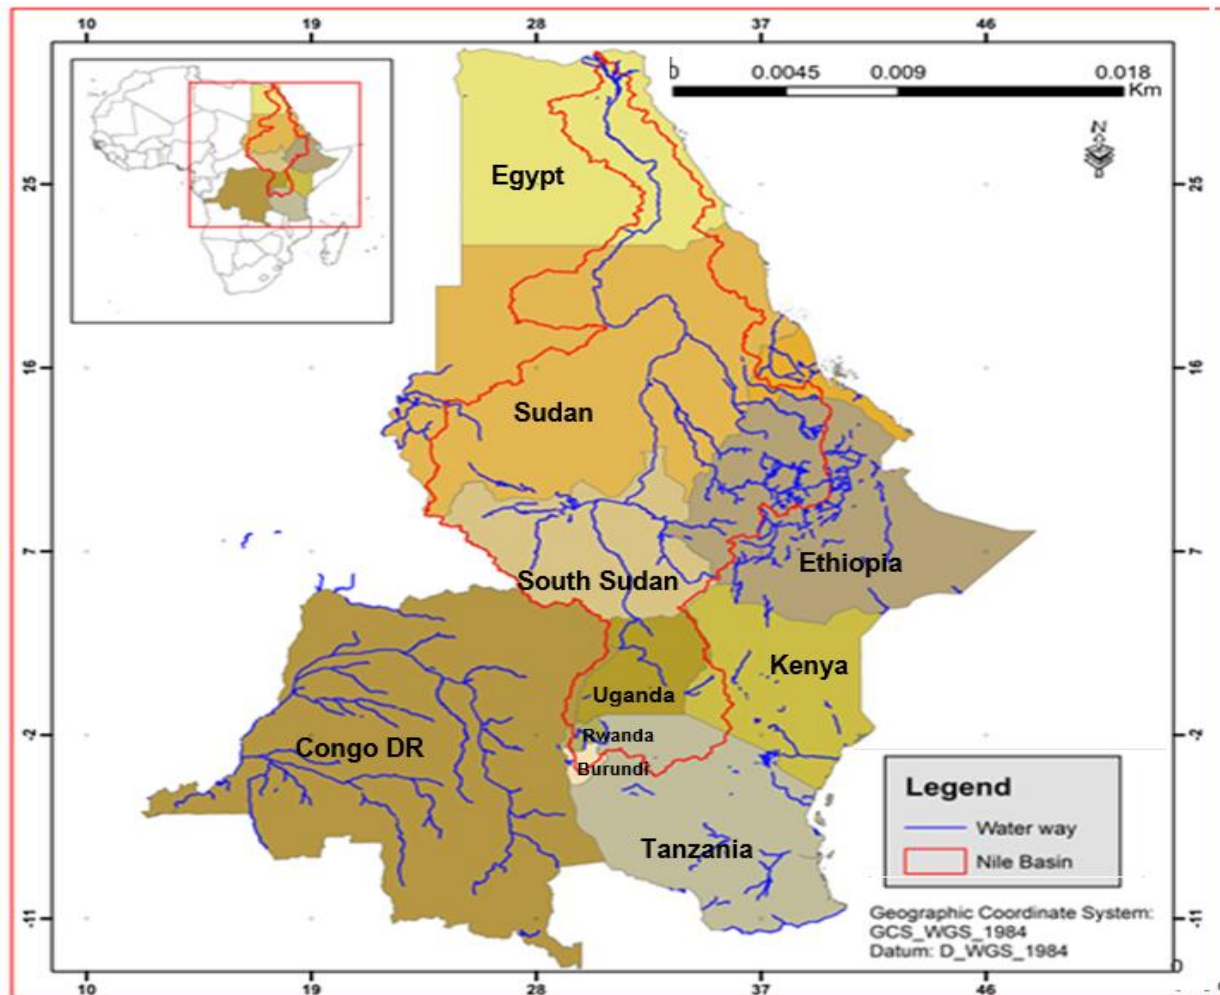 10 19 28 37 46
0 0.0045 0.009 0.018
Km
N
Egypt
25 25
16 16
Sudan
7 7
Ethiopia
South Sudan
Kenya
Uganda
-2 Rwanda -2
Congo DR
Burundi
Legend
Water way
Tanzania
Nile Basin
-11 -11
Geographic Coordinate System:
GCS_WGS_1984
Datum: D_WGS_1984
10 19 28 37 46